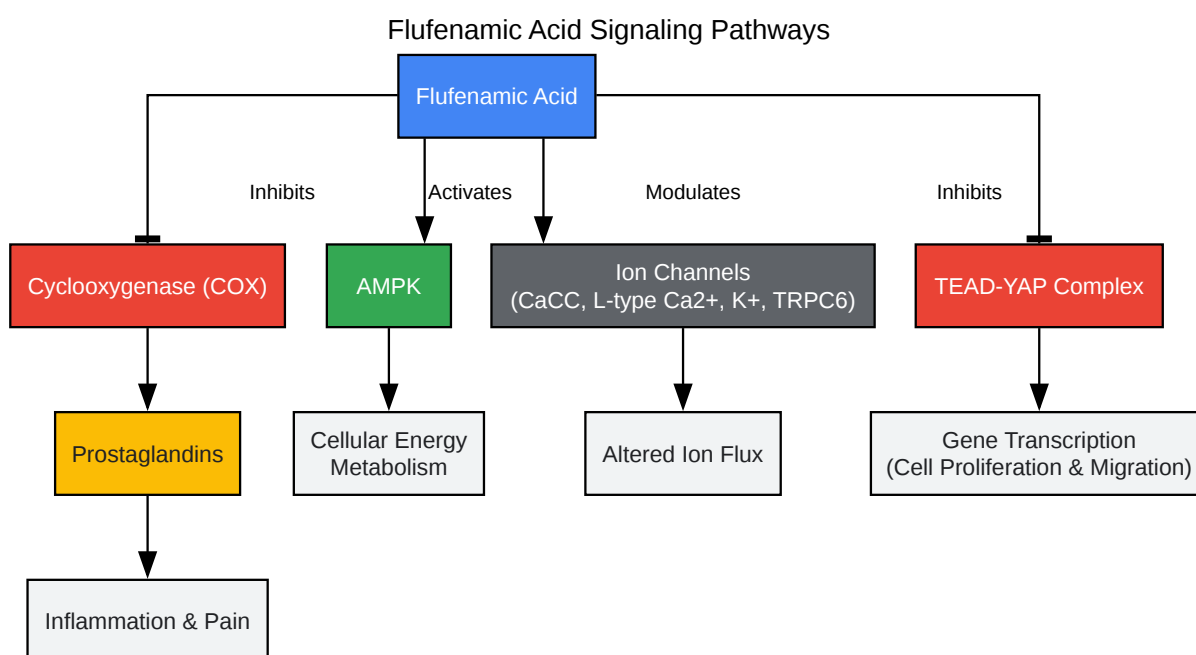 Flufenamic Acid Signaling Pathways
Flufenamic Acid
Inhibits
Activates
Modulates
Inhibits
Cyclooxygenase (COX)
AMPK
Ion Channels
(CaCC, L-type Ca2+, K+, TRPC6)
TEAD-YAP Complex
Prostaglandins
Cellular Energy
Metabolism
Altered Ion Flux
Gene Transcription
(Cell Proliferation & Migration)
Inflammation & Pain